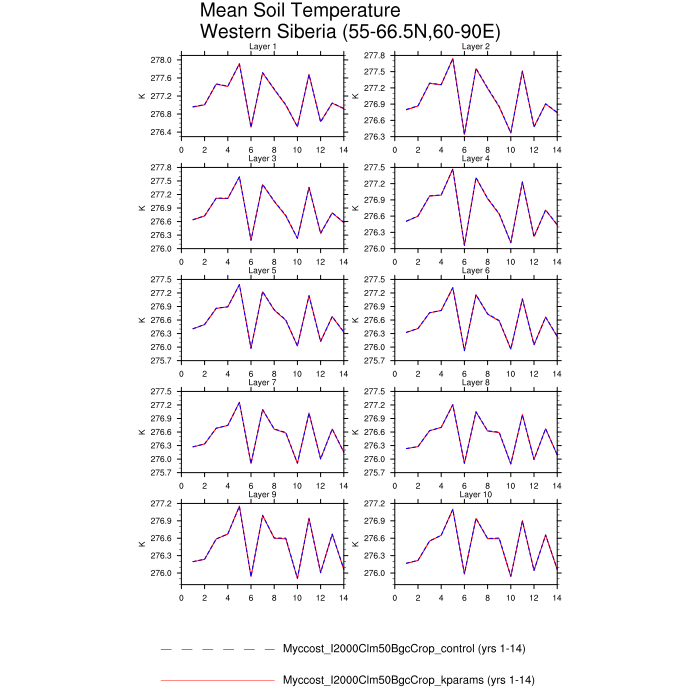 Mean Soil Temperature
Western Siberia (55-66.5N,60-90E)
Layer 1
278.0
277.6
277.2
276.8
276.4
K
0 2 4 6 8 10 12 14
Layer 2
277.8
277.5
277.2
276.9
276.6
276.3
K
0 2 4 6 8 10 12 14
Layer 3
277.8
277.5
277.2
276.9
276.6
276.3
276.0
K
0 2 4 6 8 10 12 14
Layer 4
277.5
277.2
276.9
276.6
276.3
276.0
K
0 2 4 6 8 10 12 14
Layer 5
277.5
277.2
276.9
276.6
276.3
276.0
275.7
K
0 2 4 6 8 10 12 14
Layer 6
277.5
277.2
276.9
276.6
276.3
276.0
275.7
K
0 2 4 6 8 10 12 14
Layer 7
277.5
277.2
276.9
276.6
276.3
276.0
275.7
K
0 2 4 6 8 10 12 14
Layer 8
277.5
277.2
276.9
276.6
276.3
276.0
275.7
K
0 2 4 6 8 10 12 14
Layer 9
277.2
276.9
276.6
276.3
276.0
K
0 2 4 6 8 10 12 14
Layer 10
277.2
276.9
276.6
276.3
276.0
K
0 2 4 6 8 10 12 14
Myccost_I2000Clm50BgcCrop_control (yrs 1-14)
Myccost_I2000Clm50BgcCrop_kparams (yrs 1-14)